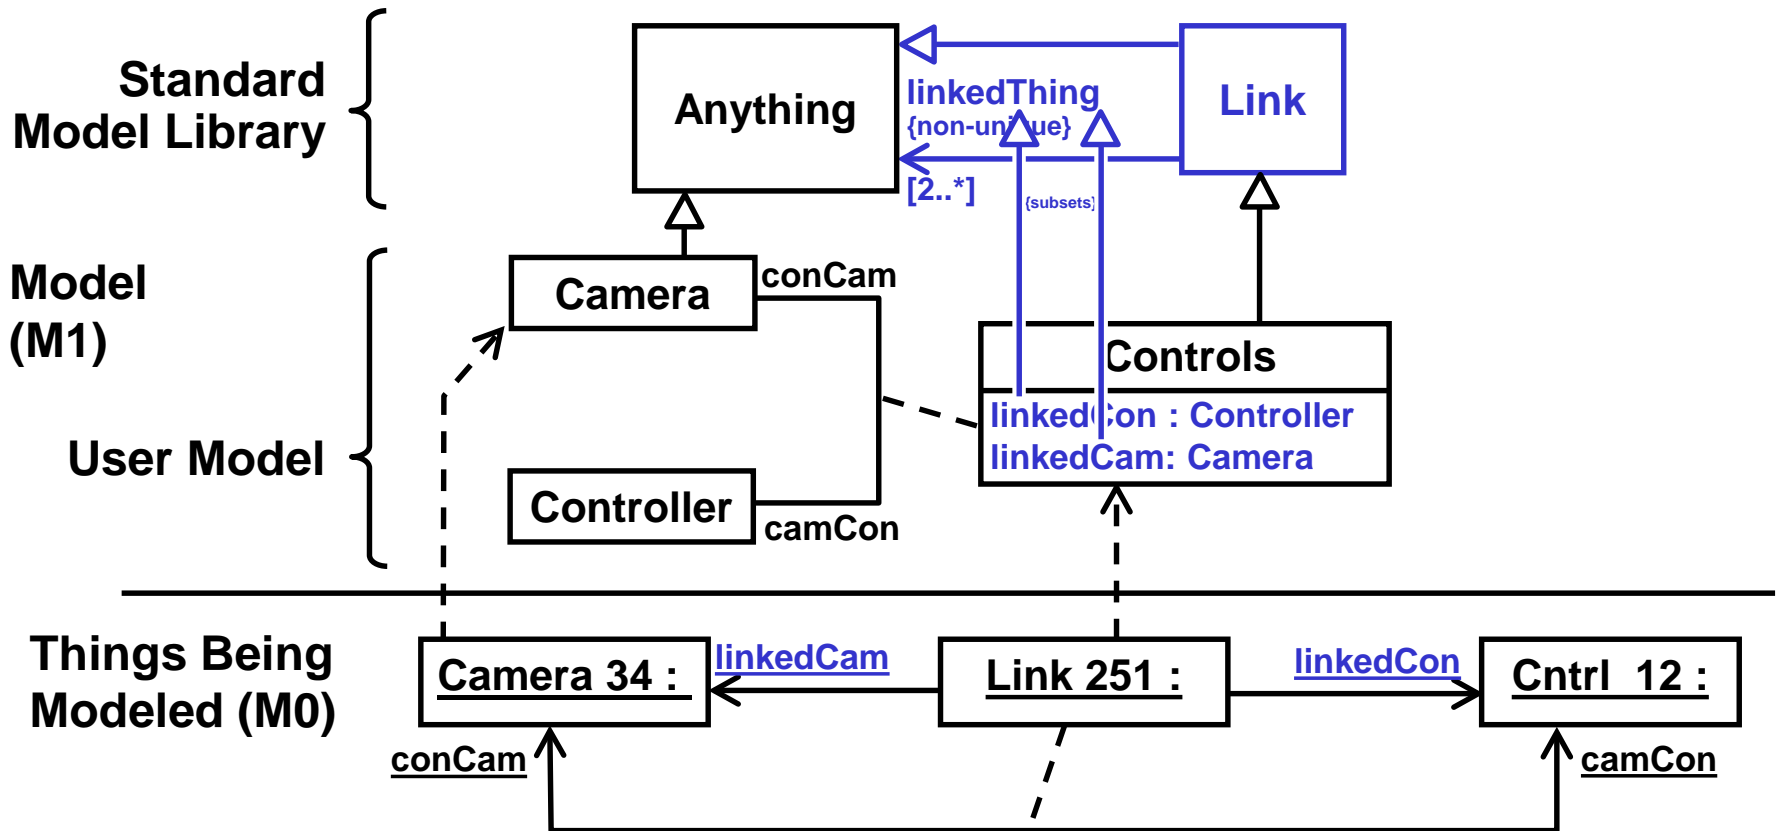 Standard
Model Library
Anything
linkedThing
{non-unique}
[2..*]
{subsets}
Link
Model
(M1)
User Model
Camera
conCam
Controller
camCon
Controls
linkedCon : Controller
linkedCam: Camera
Things Being
Modeled (M0)
Camera 34 :
linkedCam
Link 251 :
linkedCon
Cntrl 12 :
conCam
camCon